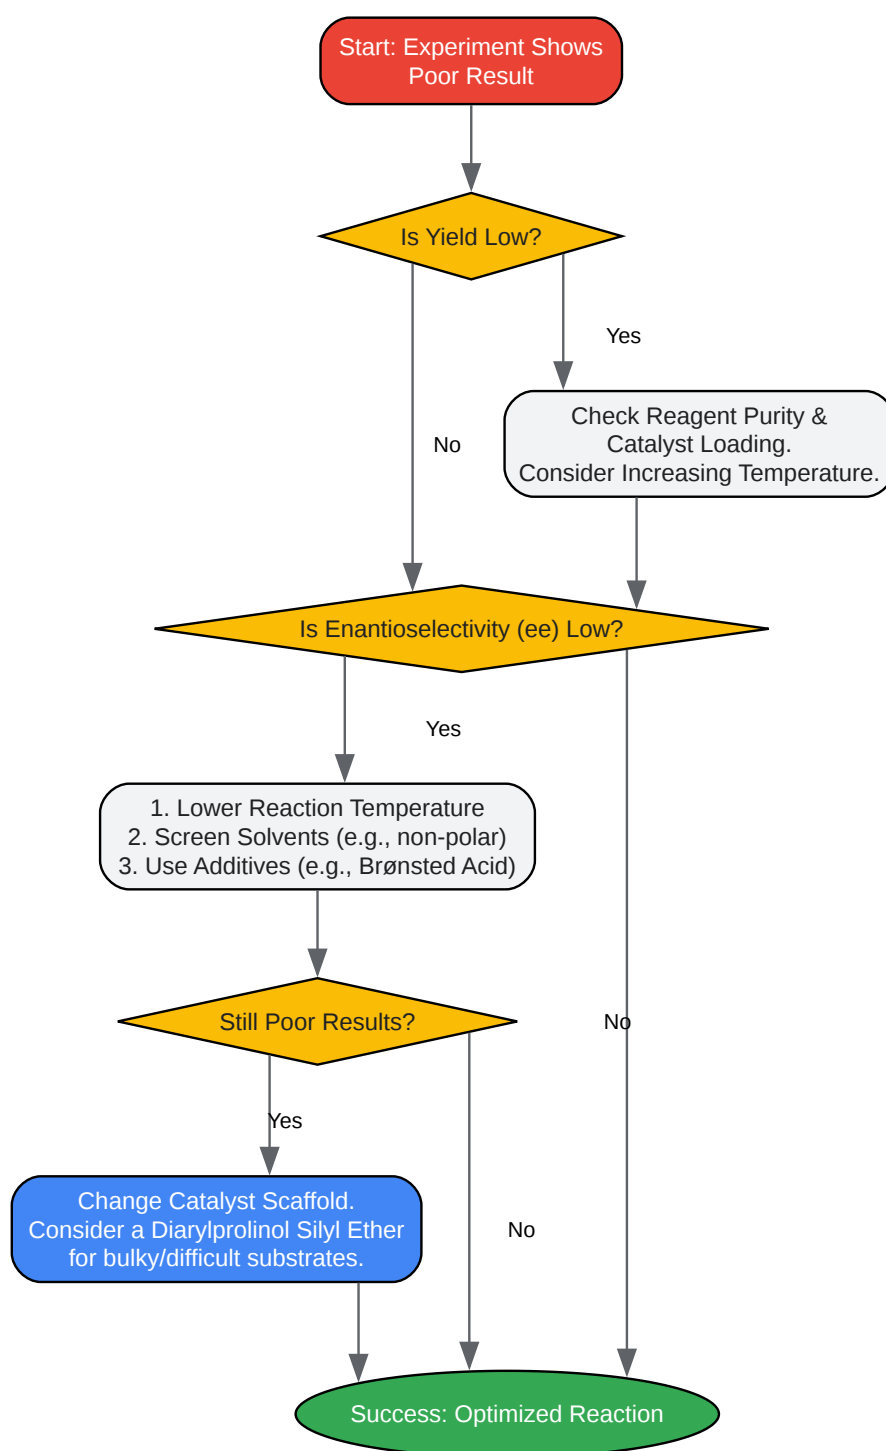 Start: Experiment Shows
Poor Result
Is Yield Low?
Yes
Check Reagent Purity &
Catalyst Loading.
Consider Increasing Temperature.
No
Is Enantioselectivity (ee) Low?
Yes
1. Lower Reaction Temperature
2. Screen Solvents (e.g., non-polar)
3. Use Additives (e.g., Brønsted Acid)
Still Poor Results?
No
Yes
Change Catalyst Scaffold.
Consider a Diarylprolinol Silyl Ether
for bulky/difficult substrates.
No
Success: Optimized Reaction